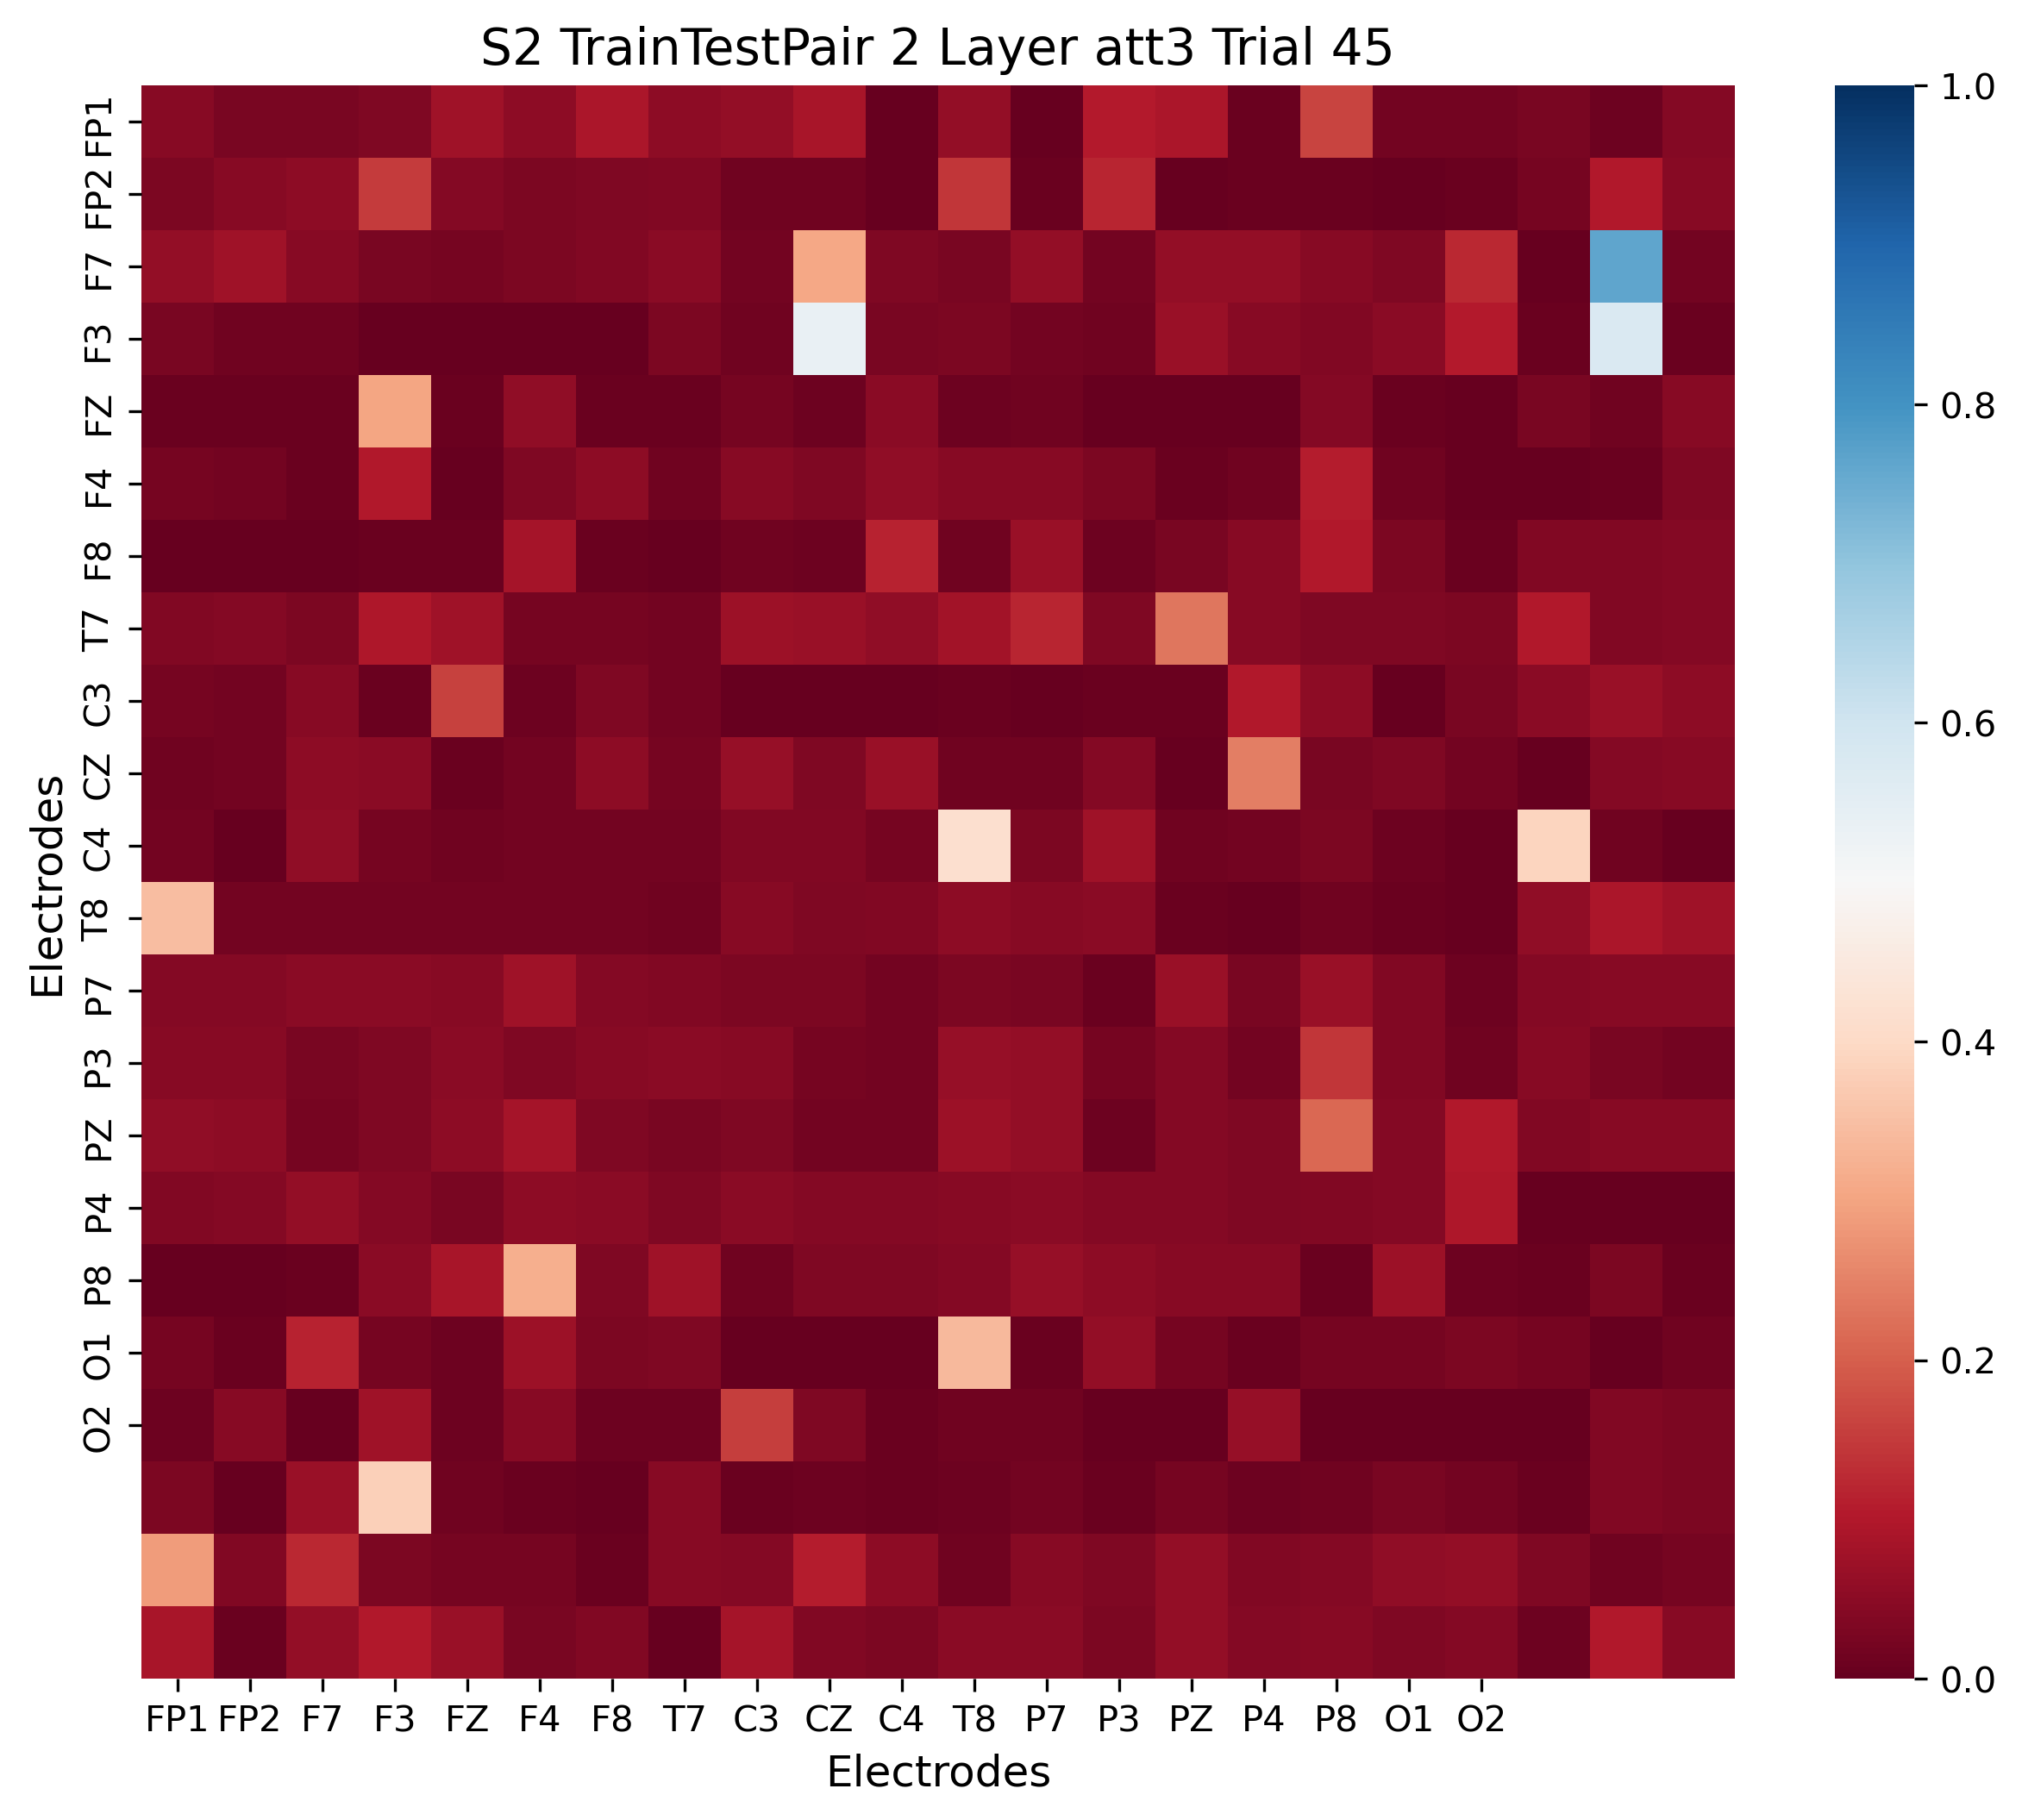 S2 TrainTestPair 2 Layer att3 Trial 45
Electrodes
FP1
FP2
F7
F3
FZ
F4
F8
T7
C3
CZ
C4
T8
P7
P3
PZ
P4
P8
O1
O2
FP1 FP2 F7 F3 FZ F4 F8 T7 C3 CZ C4 T8 P7 P3 PZ P4 P8 O1 O2
Electrodes
1.0
0.8
0.6
0.4
0.2
0.0